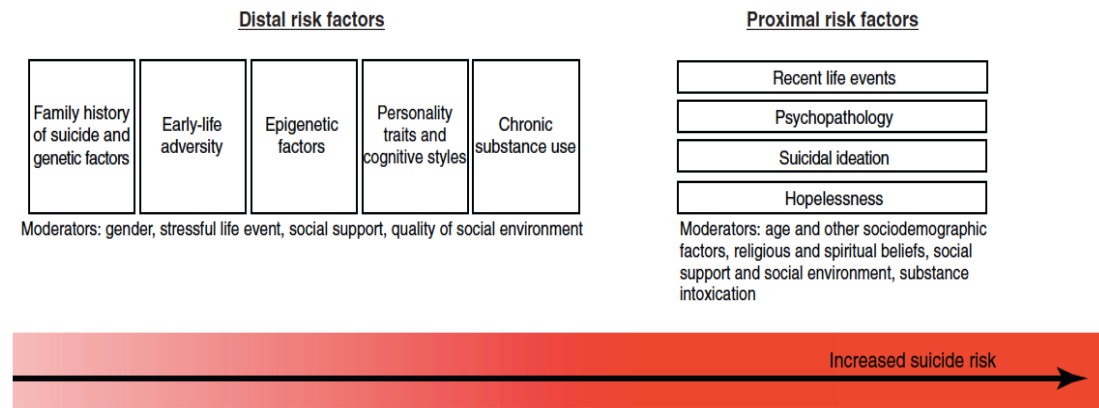 Distal risk factors
Family history
of suicide and
genetic factors
Early-life
adversity
Epigenetic
factors
Personality
traits and
cognitive styles
Chronic
substance use
Moderators: gender, stressful life event, social support, quality of social environment
Proximal risk factors
Recent life events
Psychopathology
Suicidal ideation
Hopelessness
Moderators: age and other sociodemographic
factors, religious and spiritual beliefs, social
support and social environment, substance
intoxication
Increased suicide risk